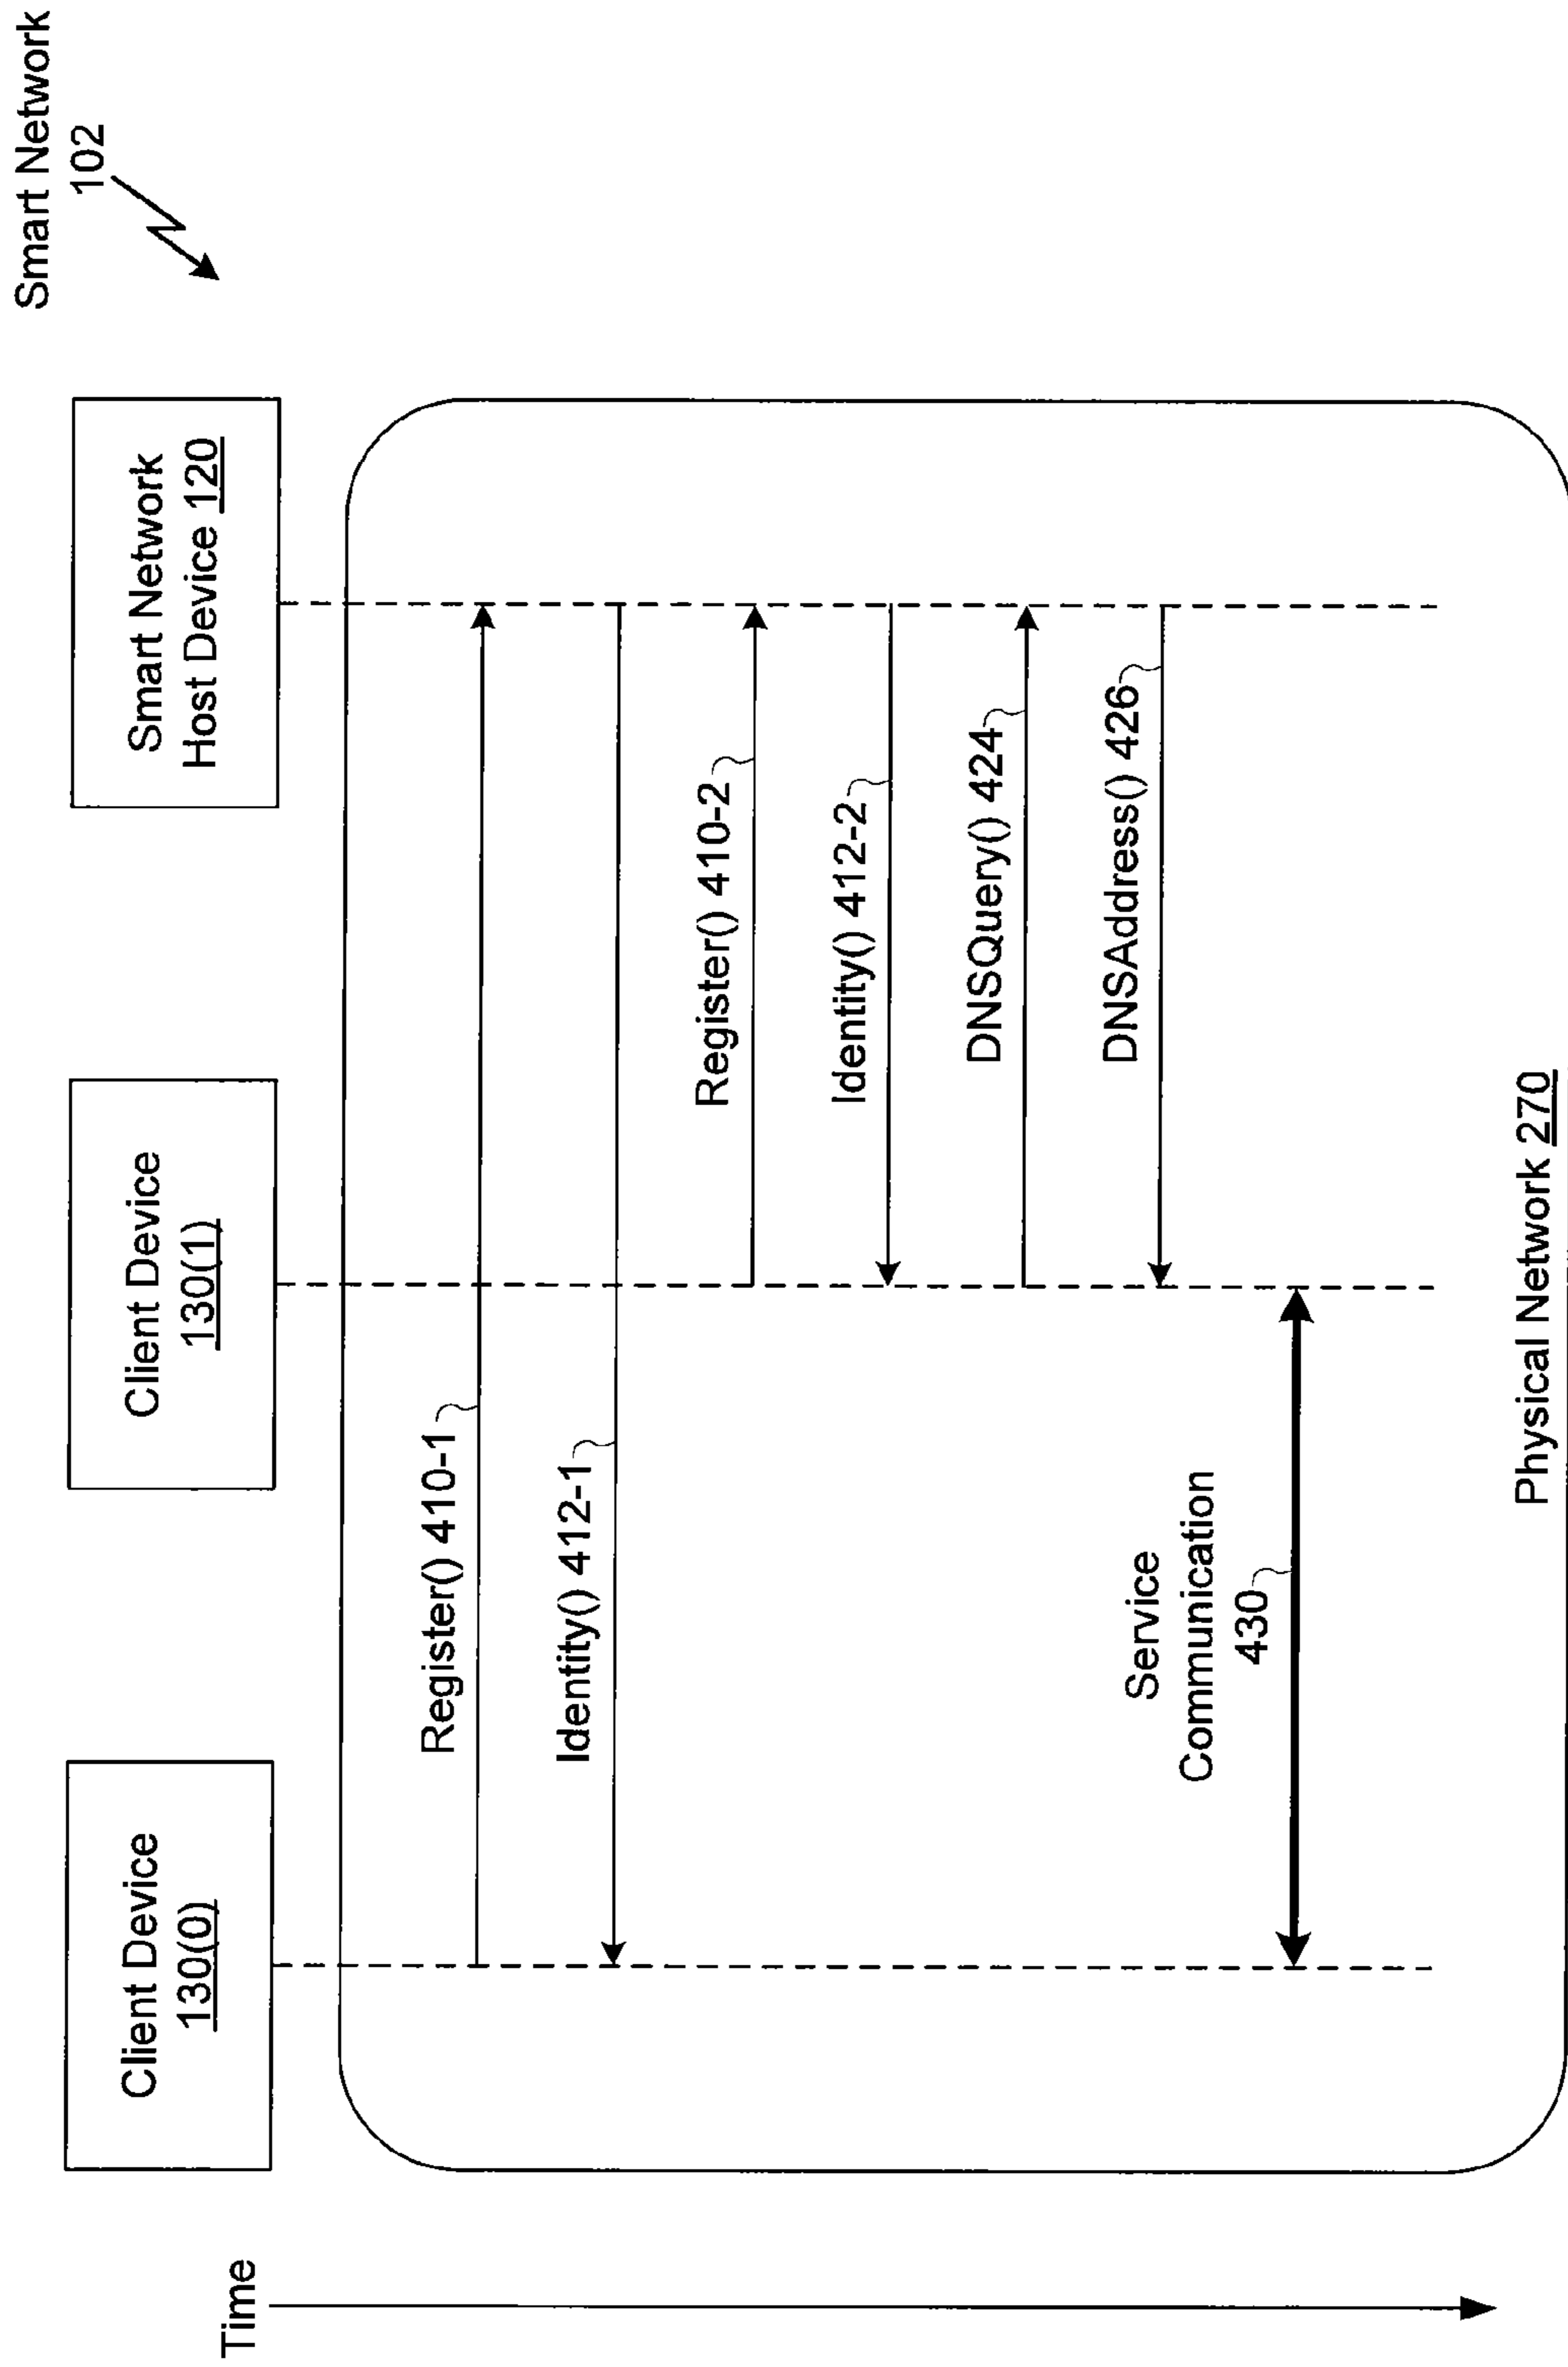 Smart Network
102
Client Device
130(0)
Client Device
130(1)
Smart Network
Host Device 120
Time
Register() 410-1
Identity() 412-1
Register() 410-2
Identity() 412-2
DNSQuery() 424
DNSAddress() 426
Service
Communication
430
Physical Network 270